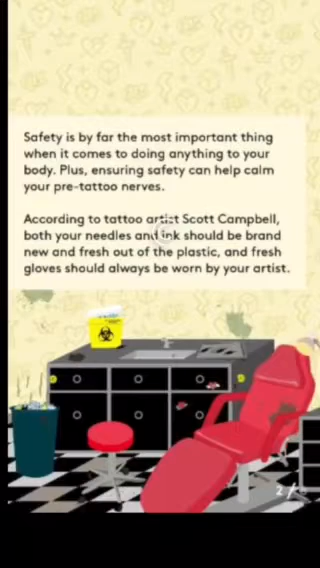 Safety is by far the most important thing
when it comes to doing anything to your
body. Plus, ensuring safety can help calm
your pre-tattoo nerves.
According to tattoo artist Scott Campbell,
both your needles and ink should be brand
new and fresh out of the plastic, and fresh
gloves should always be worn by your artist.
2 /